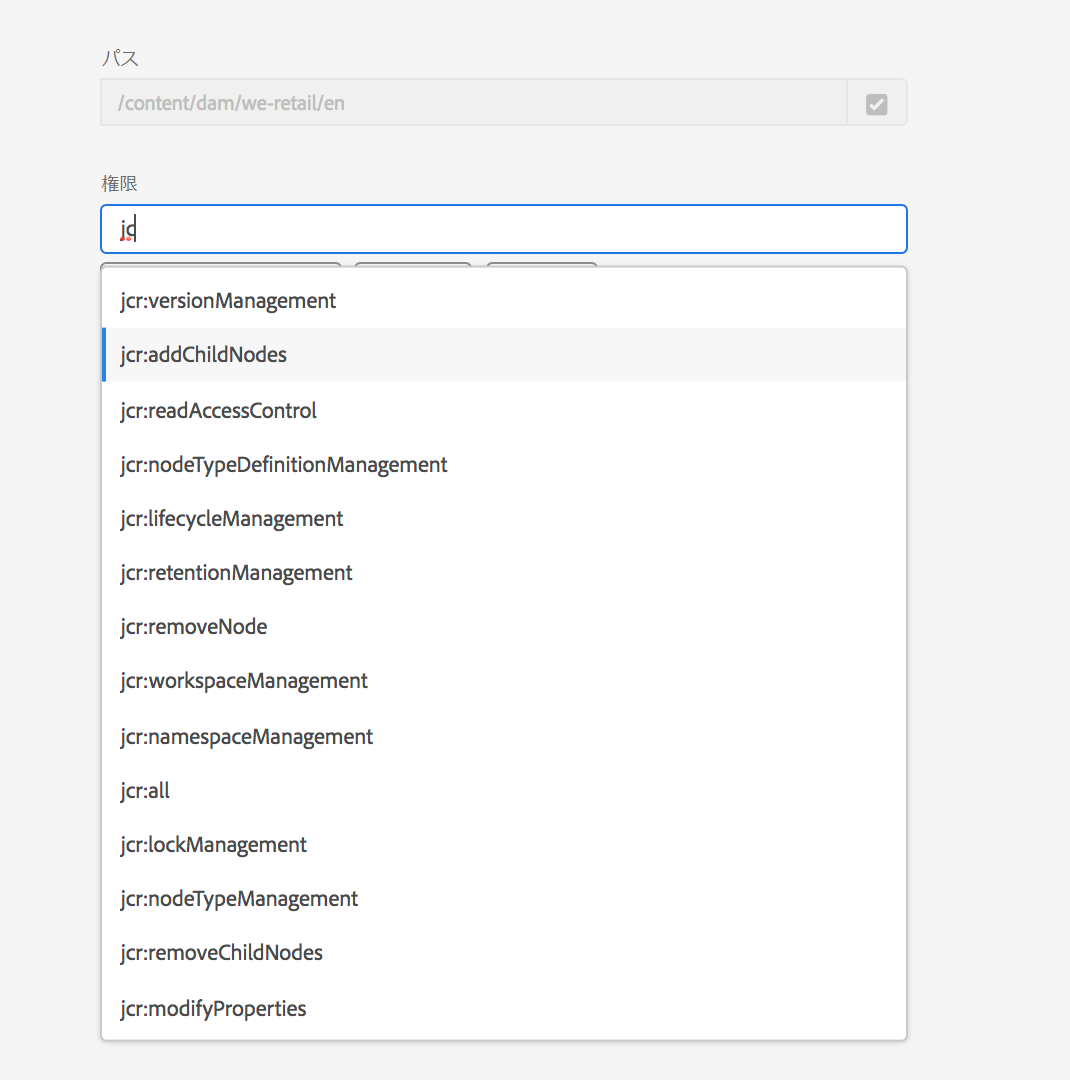 パス
/content/dam/we-retail/en
権限
jc
jcr:versionManagement
jcr:addChildNodes
jcr:readAccessControl
jcr:nodeTypeDefinitionManagement
jcr:lifecycleManagement
jcr:retentionManagement
jcr:removeNode
jcr:workspaceManagement
jcr:namespaceManagement
jcr:all
jcr:lockManagement
jcr:nodeTypeManagement
jcr:removeChildNodes
jcr:modifyProperties